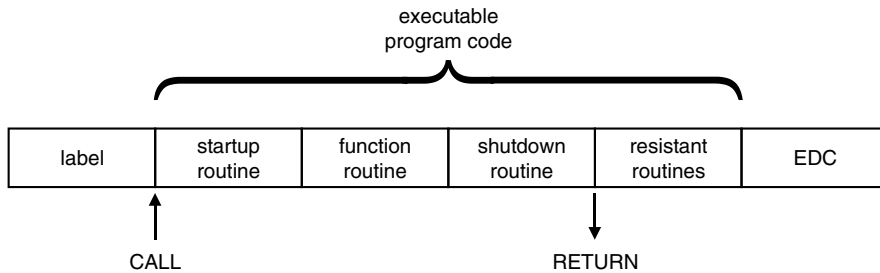 executable
program code
label
startup
routine
function
routine
shutdown
routine
resistant
routines
EDC
CALL
RETURN